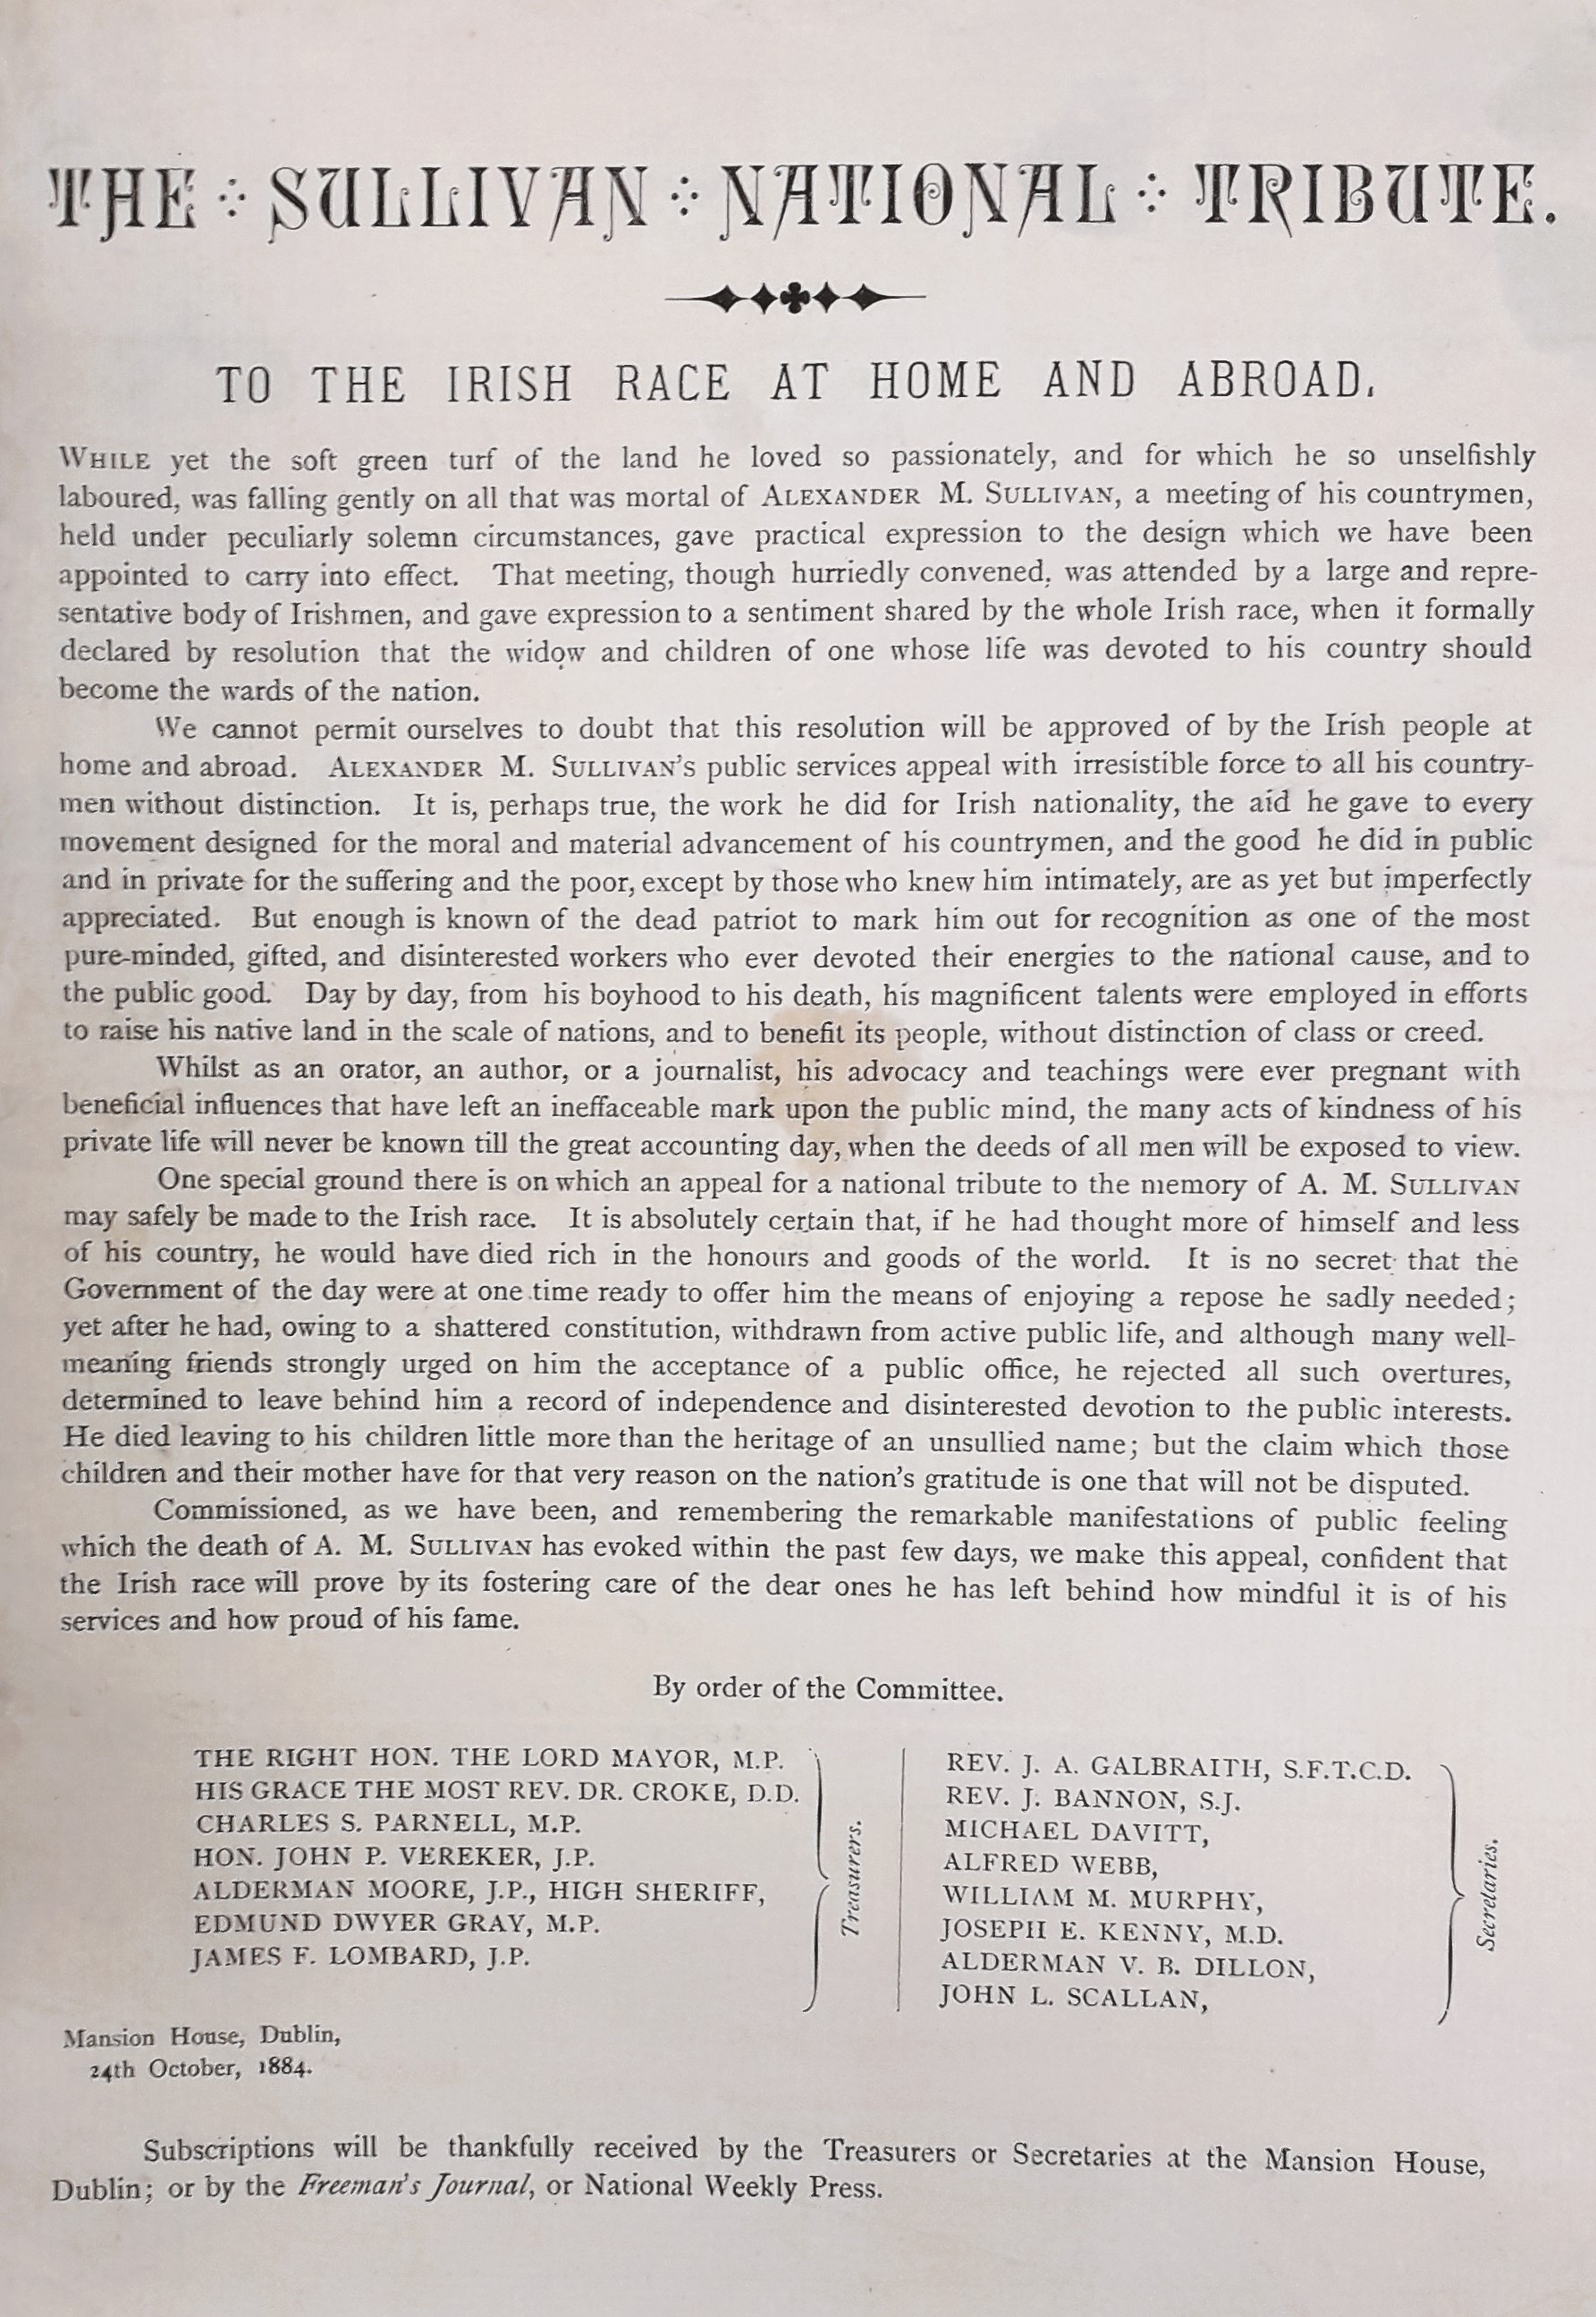 THE SULLIVAN NATIONAL TRIBUTE.
TO THE IRISH RACE AT HOME AND ABROAD.
WHILE yet the soft green turf of the land he loved so passionately, and for which he so unselfishly
laboured, was falling gently on all that was mortal of ALEXANDER M. SULLIVAN, a meeting of his countrymen,
held under peculiarly solemn circumstances, gave practical expression to the design which we have been
appointed to carry into effect. That meeting, though hurriedly convened, was attended by a large and repre-
sentative body of Irishmen, and gave expression to a sentiment shared by the whole Irish race, when it formally
declared by resolution that the widow and children of one whose life was devoted to his country should
become the wards of the nation.
We cannot permit ourselves to doubt that this resolution will be approved of by the Irish people at
home and abroad. ALEXANDER M. SULLIVAN'S public services appeal with irresistible force to all his country-
men without distinction. It is, perhaps true, the work he did for Irish nationality, the aid he gave to every
movement designed for the moral and material advancement of his countrymen, and the good he did in public
and in private for the suffering and the poor, except by those who knew him intimately, are as yet but imperfectly
appreciated. But enough is known of the dead patriot to mark him out for recognition as one of the most
pure-minded, gifted, and disinterested workers who ever devoted their energies to the national cause, and to
the public good. Day by day, from his boyhood to his death, his magnificent talents were employed in efforts
to raise his native land in the scale of nations, and to benefit its people, without distinction of class or creed.
Whilst as an orator, an author, or a journalist, his advocacy and teachings were ever pregnant with
beneficial influences that have left an ineffaceable mark upon the public mind, the many acts of kindness of his
private life will never be known till the great accounting day, when the deeds of all men will be exposed to view.
One special ground there is on which an appeal for a national tribute to the memory of A. M. SULLIVAN
may safely be made to the Irish race. It is absolutely certain that, if he had thought more of himself and less
of his country, he would have died rich in the honours and goods of the world. It is no secret that the
Government of the day were at one time ready to offer him the means of enjoying a repose he sadly needed;
yet after he had, owing to a shattered constitution, withdrawn from active public life, and although many well-
meaning friends strongly urged on him the acceptance of a public office, he rejected all such overtures,
determined to leave behind him a record of independence and disinterested devotion to the public interests.
He died leaving to his children little more than the heritage of an unsullied name; but the claim which those
children and their mother have for that very reason on the nation's gratitude is one that will not be disputed.
Commissioned, as we have been, and remembering the remarkable manifestations of public feeling
which the death of A. M. SULLIVAN has evoked within the past few days, we make this appeal, confident that
the Irish race will prove by its fostering care of the dear ones he has left behind how mindful it is of his
services and how proud of his fame.
By order of the Committee.
THE RIGHT HON. THE LORD MAYOR, M.P.
HIS GRACE THE MOST REV. DR. CROKE, D.D.
CHARLES S. PARNELL, M.P.
HON. JOHN P. VEREKER, J.P.
ALDERMAN MOORE, J.P., HIGH SHERIFF,
EDMUND DWYER GRAY, M.P.
JAMES F. LOMBARD, J.P.
Treasurers.
REV. J. A. GALBRAITH, S.F.T.C.D.
REV. J. BANNON, S.J.
MICHAEL DAVITT,
ALFRED WEBB,
WILLIAM M. MURPHY,
JOSEPH E. KENNY, M.D.
ALDERMAN V. B. DILLON,
JOHN L. SCALLAN,
Secretaries.
Mansion House, Dublin,
24th October, 1884.
Subscriptions will be thankfully received by the Treasurers or Secretaries at the Mansion House,
Dublin; or by the Freeman's Journal, or National Weekly Press.